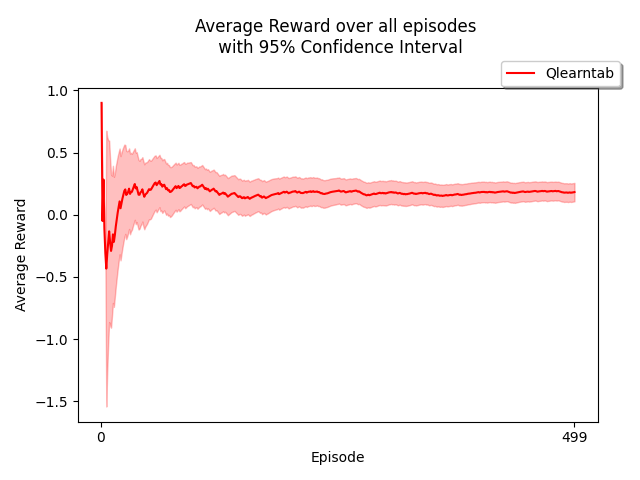 Average Reward over all episodes
with 95% Confidence Interval
Qlearntab
1.0
0.5
0.0
−0.5
−1.0
−1.5
Average Reward
0
499
Episode